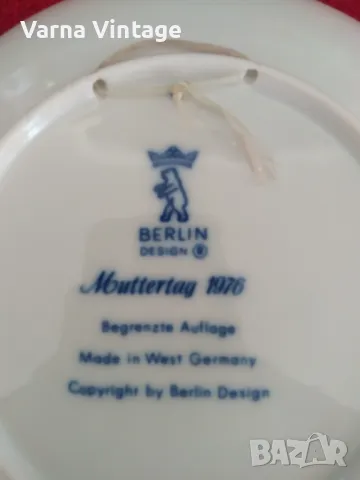 Varna Vintage
BERLIN
DESIGN ®
Muttertag 1976
Begrenzte Auflage
Made in West Germany
Copyright by Berlin Design
BAZAR